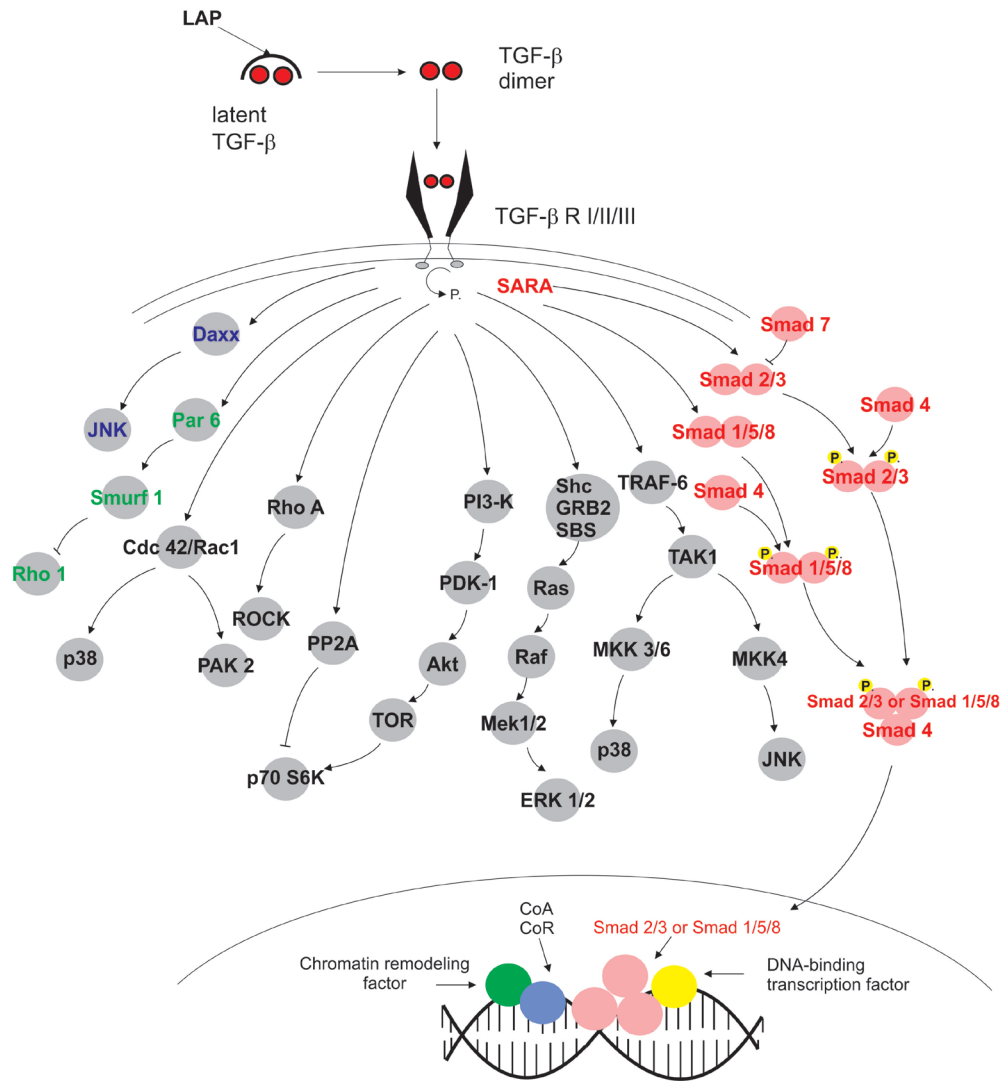 LAP
TGF-β
dimer
latent
TGF-β
TGF-β R I/II/III
P.
SARA
Smad 7
Daxx
Smad 2/3
Smad 4
JNK
Par 6
Smad 1/5/8
P.
P.
Smad 2/3
Smurf 1
Rho A
PI3-K
Shc
GRB2
SBS
TRAF-6
Smad 4
Rho 1
Cdc 42/Rac1
PDK-1
Ras
TAK1
P.
P.
Smad 1/5/8
ROCK
p38
PAK 2
PP2A
Akt
Raf
MKK 3/6
MKK4
P.
P.
Smad 2/3 or Smad 1/5/8
Smad 4
TOR
Mek1/2
p70 S6K
p38
JNK
ERK 1/2
CoA
CoR
Smad 2/3 or Smad 1/5/8
Chromatin remodeling
factor
DNA-binding
transcription factor